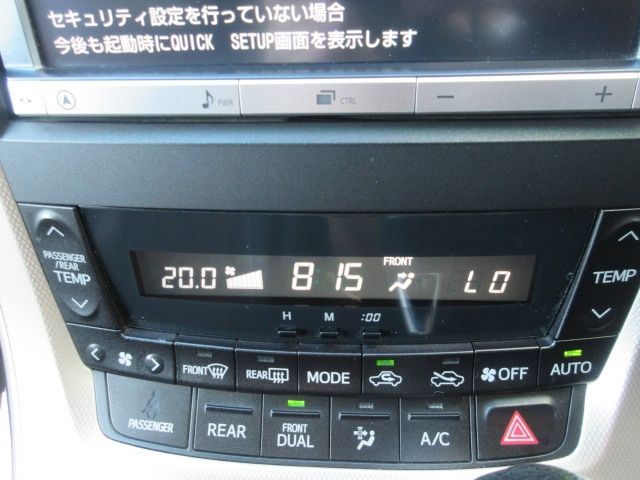 セキュリティ設定を行っていない場合
今後も起動時にQUICK SETUP画面を表示します
PWR
CTRL
− +
PASSENGER/REAR
TEMP
20.0 8 15 FRONT LO
H M :00
TEMP
FRONT REAR MODE OFF AUTO
PASSENGER REAR FRONT DUAL A/C